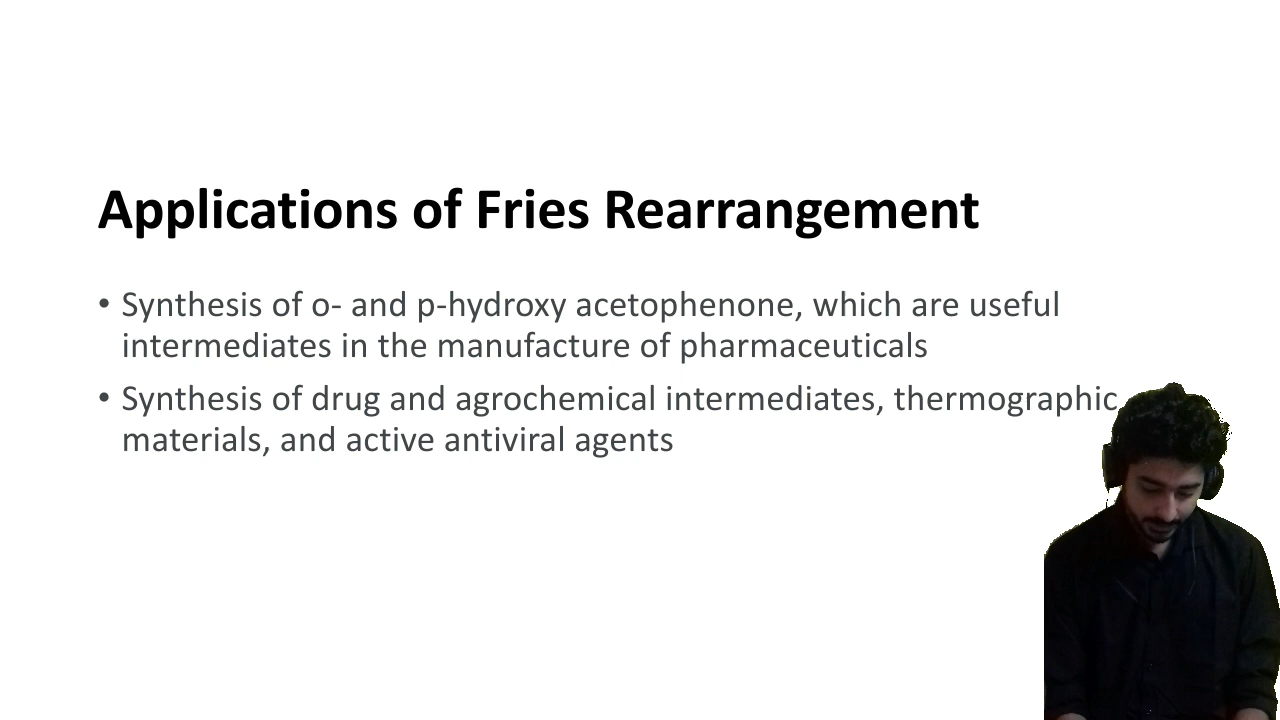 Applications of Fries Rearrangement
• Synthesis of o- and p-hydroxy acetophenone, which are useful
intermediates in the manufacture of pharmaceuticals
• Synthesis of drug and agrochemical intermediates, thermographic
materials, and active antiviral agents